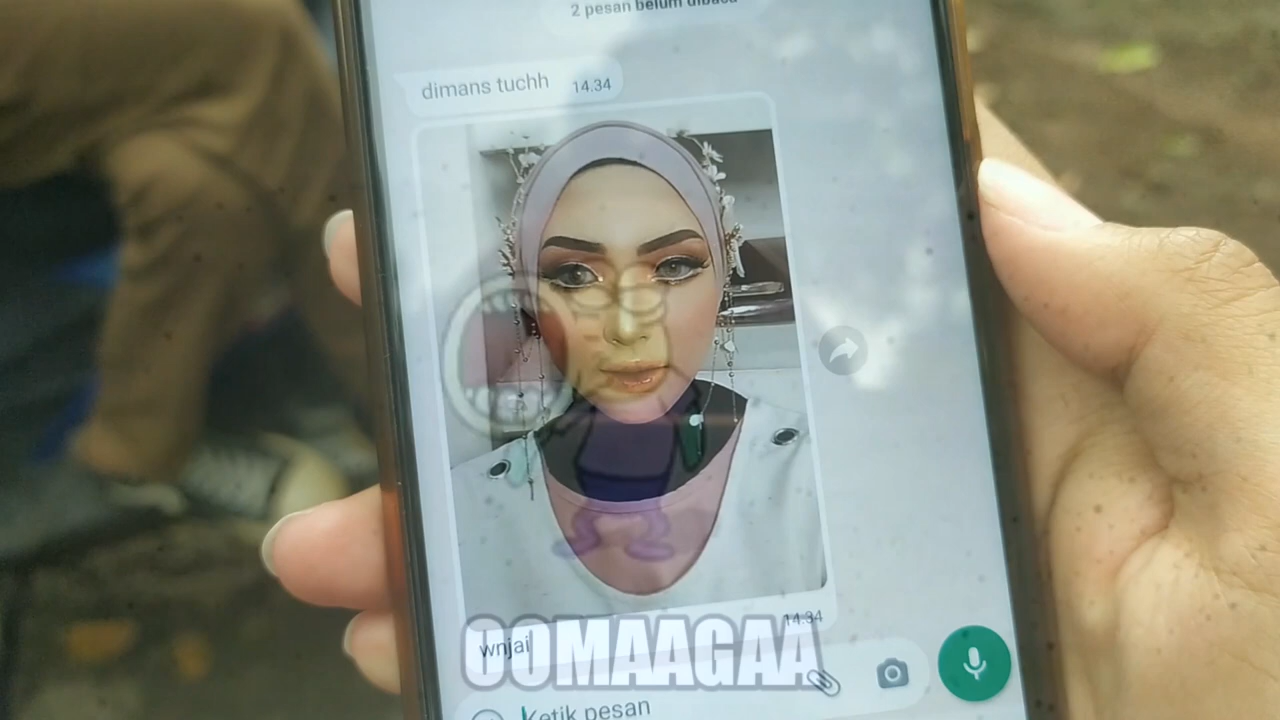 2 pesan belum dibaca
dimans tuchh 14.34
14.34
wnjai
OOMAAGAA
Ketik pesan